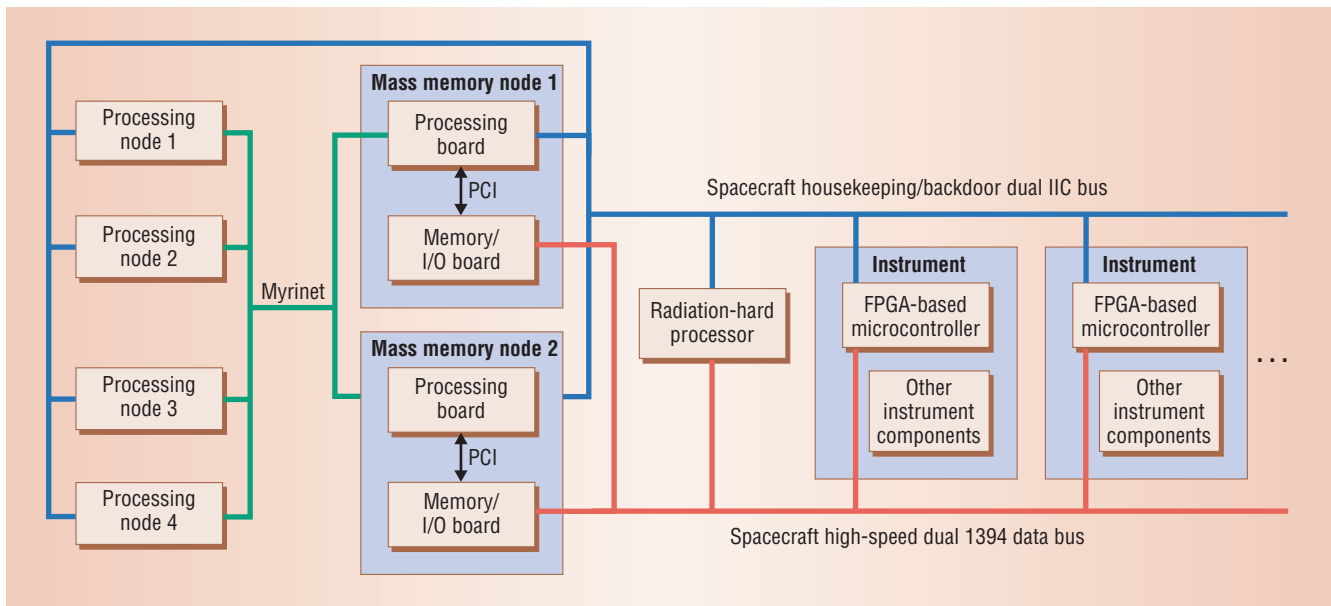 Mass memory node 1
Processing
node 1
Processing
board
PCI
Spacecraft housekeeping/backdoor dual IIC bus
Processing
node 2
Memory/
I/O board
Myrinet
Instrument
FPGA-based
microcontroller
Other
instrument
components
Instrument
FPGA-based
microcontroller
Other
instrument
components
...
Radiation-hard
processor
Mass memory node 2
Processing
node 3
Processing
board
PCI
Processing
node 4
Memory/
I/O board
Spacecraft high-speed dual 1394 data bus